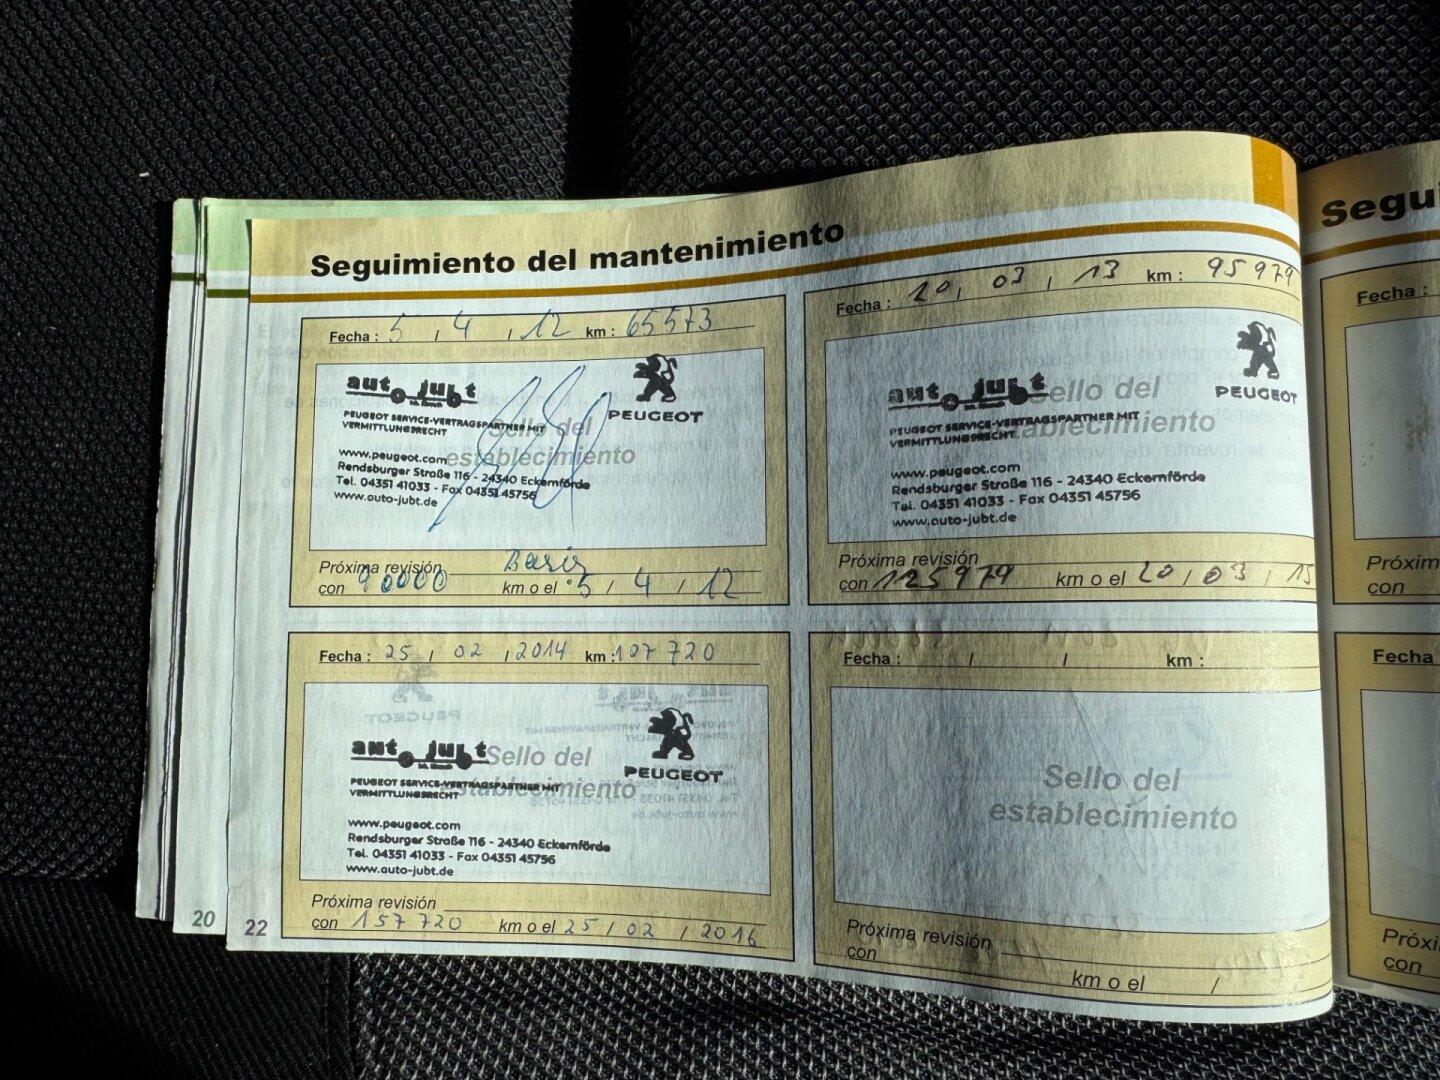 Seguimiento del mantenimiento
Fecha : 5 / 4 / 12 km : 65573
auto jubt
PEUGEOT
PEUGEOT SERVICE-VERTRAGSPARTNER MIT
VERMITTLUNGSRECHT
Sello del
establecimiento
www.peugeot.com
Rendsburger Straße 116 - 24340 Eckernförde
Tel. 04351 41033 - Fax 04351 45756
www.auto-jubt.de
Próxima revisión
con 90000 km o el 5 / 4 / 12
Fecha : 20 / 03 / 13 km : 95979
auto jubt
PEUGEOT
Sello del
establecimiento
PEUGEOT SERVICE-VERTRAGSPARTNER MIT
VERMITTLUNGSRECHT
www.peugeot.com
Rendsburger Straße 116 - 24340 Eckernförde
Tel. 04351 41033 - Fax 04351 45756
www.auto-jubt.de
Próxima revisión
con 125979 km o el 20 / 03 / 15
Fecha : 25 / 02 / 2014 km : 127 720
auto jubt
PEUGEOT
Sello del
establecimiento
PEUGEOT SERVICE-VERTRAGSPARTNER MIT
VERMITTLUNGSRECHT
www.peugeot.com
Rendsburger Straße 116 - 24340 Eckernförde
Tel. 04351 41033 - Fax 04351 45756
www.auto-jubt.de
Próxima revisión
con 157 720 km o el 25 / 02 / 2016
Fecha : / / km :
Sello del
establecimiento
Próxima revisión
con km o el /
20
22
Segui
Fecha :
Próxim
con
Fecha
Próxi
con